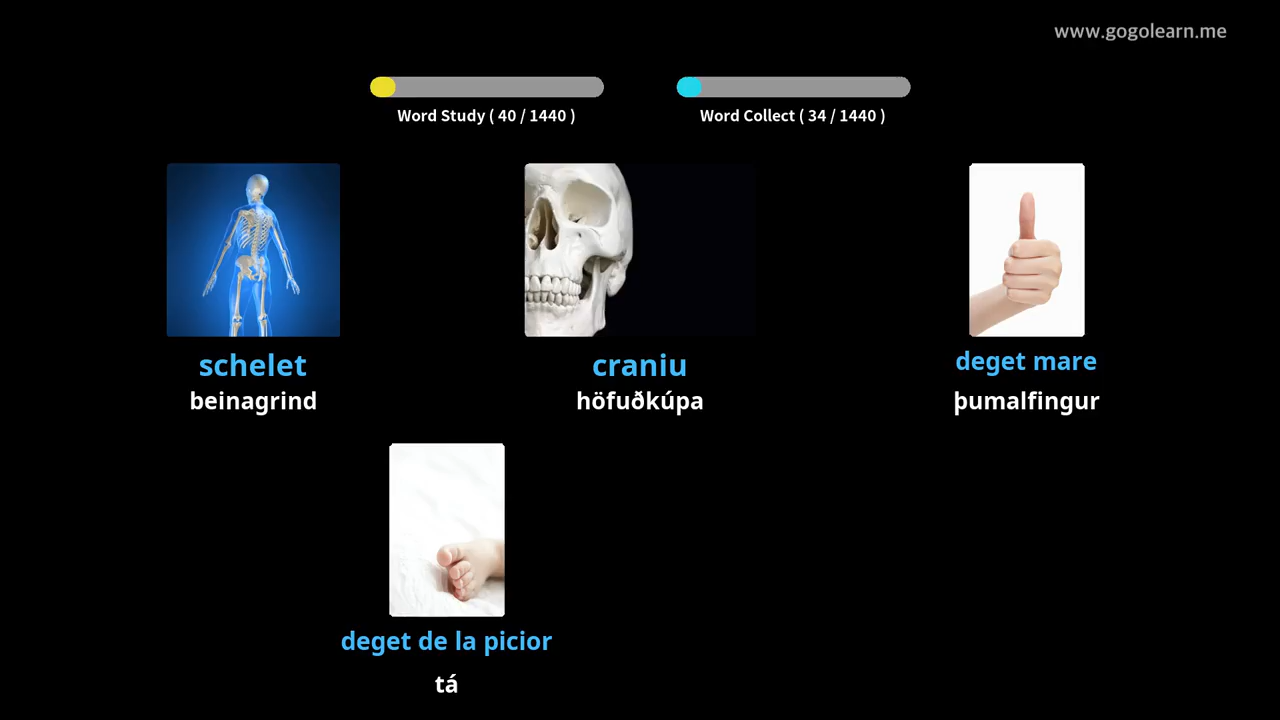 www.gogolearn.me
Word Study ( 40 / 1440 )
Word Collect ( 34 / 1440 )
schelet
beinagrind
craniu
höfuðkúpa
deget mare
þumalfingur
deget de la picior
tá